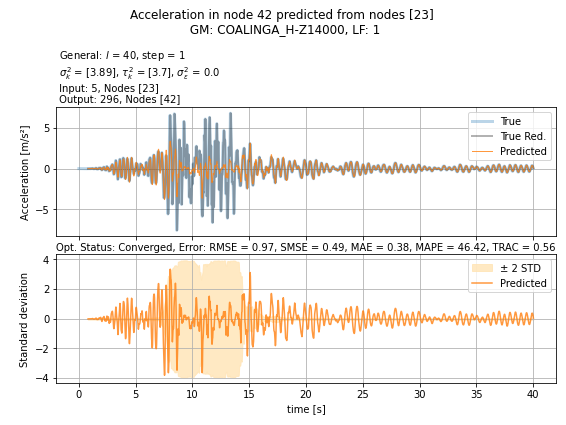 Acceleration in node 42 predicted from nodes [23]
GM: COALINGA_H-Z14000, LF: 1
General: l = 40, step = 1
σ_k² = [3.89], τ_k² = [3.7], σ_ε² = 0.0
Input: 5, Nodes [23]
Output: 296, Nodes [42]
Acceleration [m/s²]
5
0
−5
True
True Red.
Predicted
Opt. Status: Converged, Error: RMSE = 0.97, SMSE = 0.49, MAE = 0.38, MAPE = 46.42, TRAC = 0.56
Standard deviation
4
2
0
−2
−4
± 2 STD
Predicted
0 5 10 15 20 25 30 35 40
time [s]